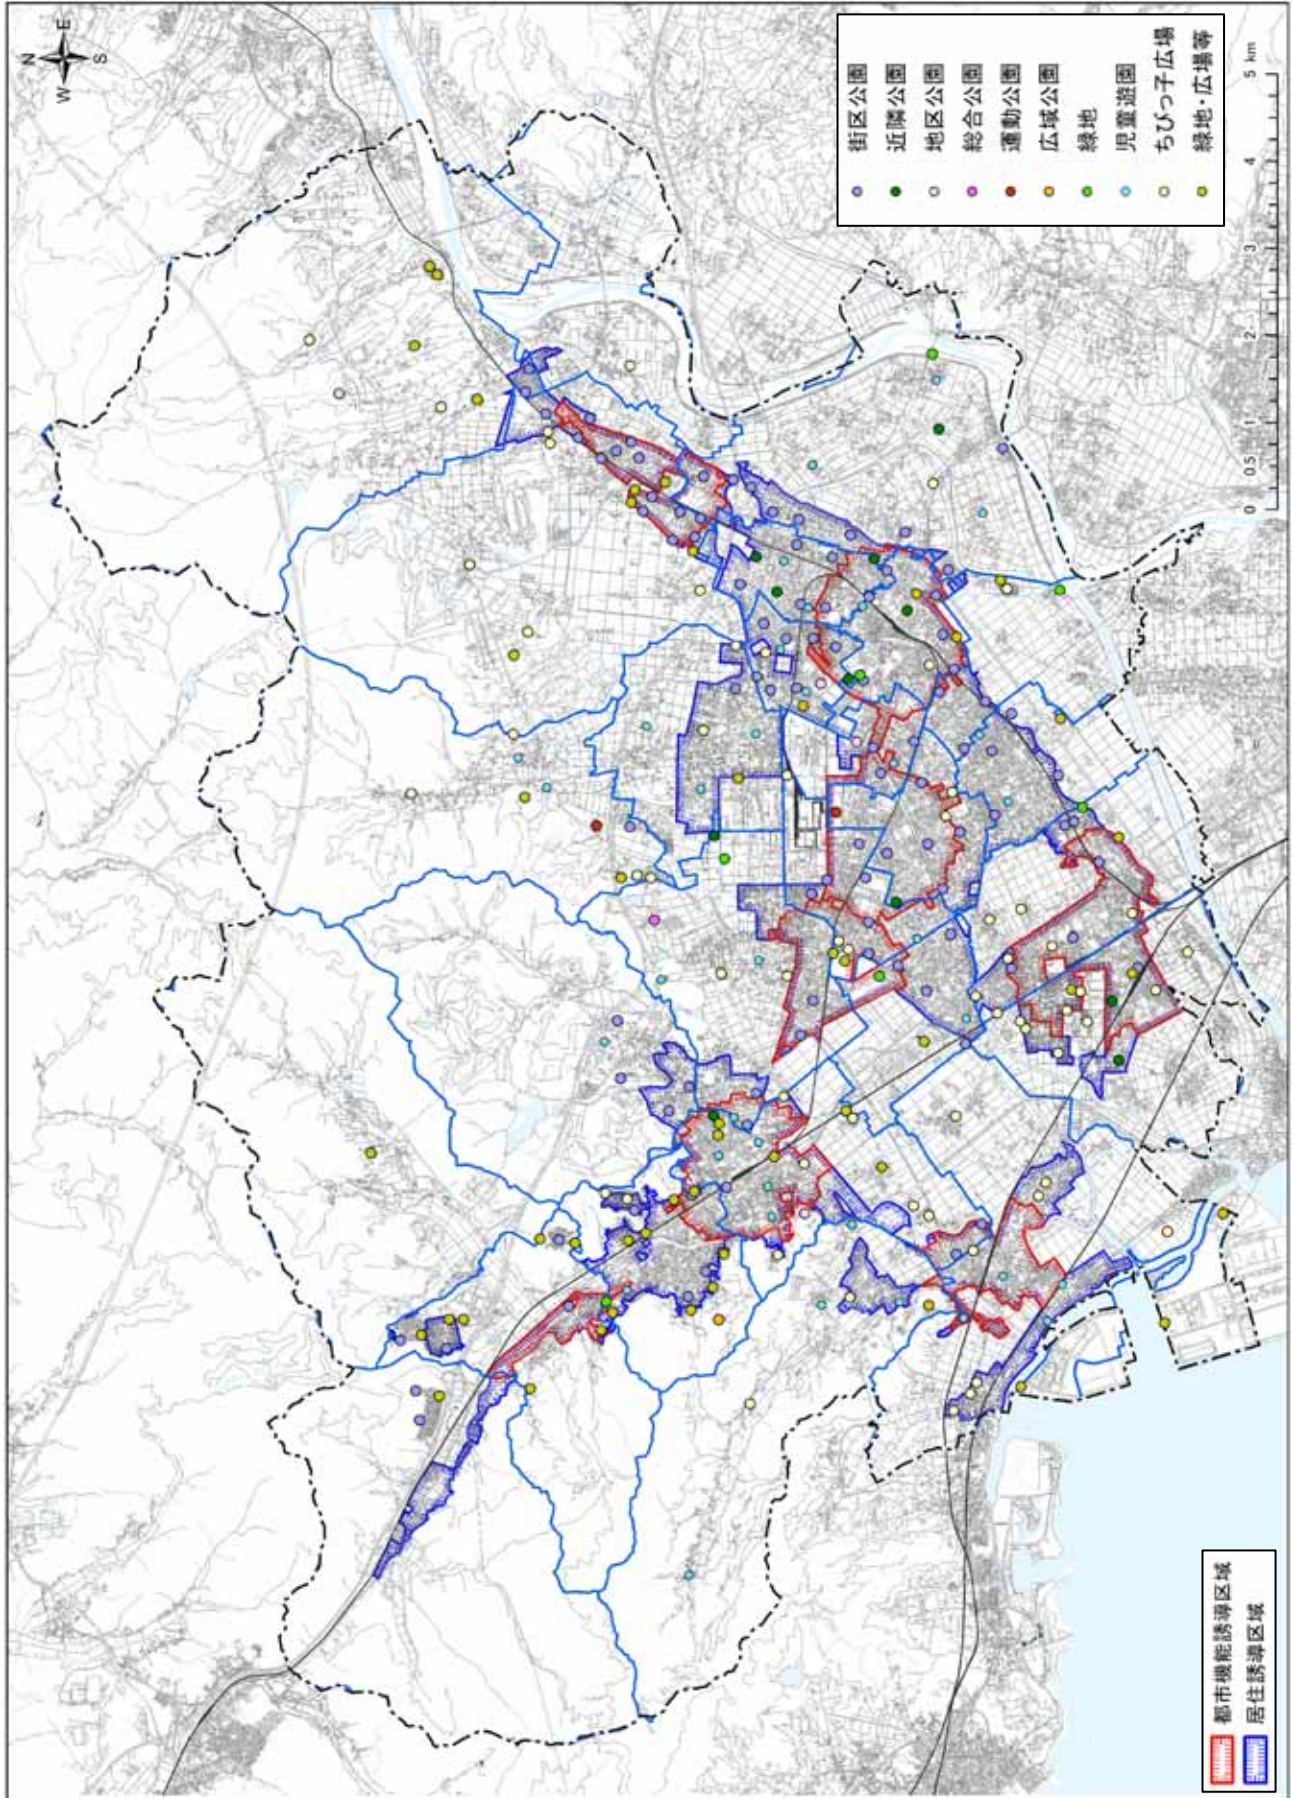 N
E
W
S
街区公園
近隣公園
地区公園
総合公園
運動公園
広域公園
緑地
児童遊園
ちびっ子広場
緑地・広場等
0 0.5 1 2 3 4 5 km
都市機能誘導区域
居住誘導区域